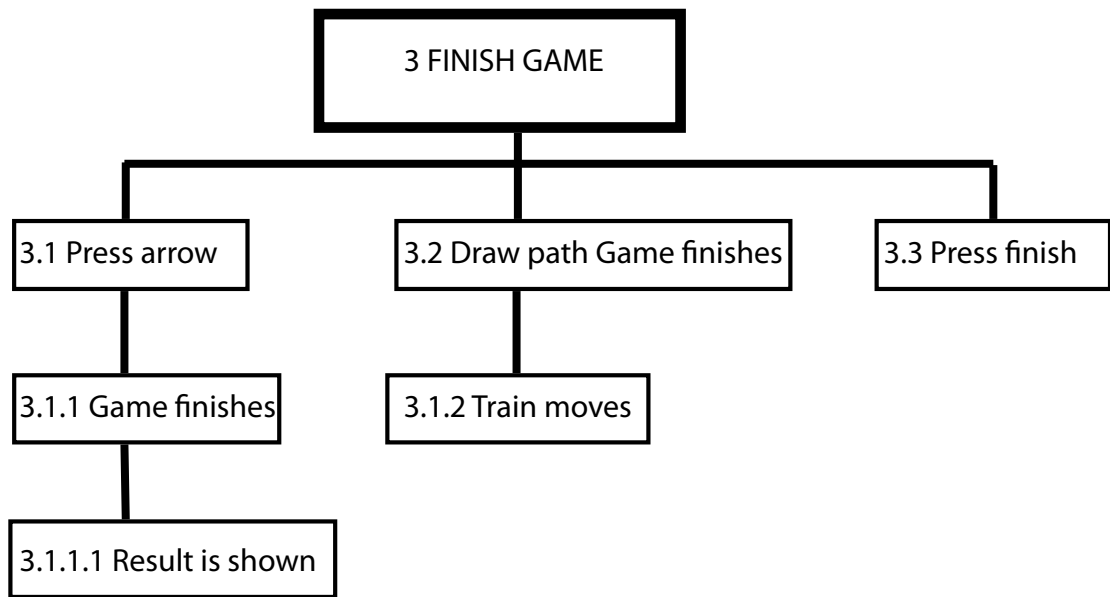 3 FINISH GAME
3.1 Press arrow
3.2 Draw path Game finishes
3.3 Press finish
3.1.1 Game finishes
3.1.2 Train moves
3.1.1.1 Result is shown